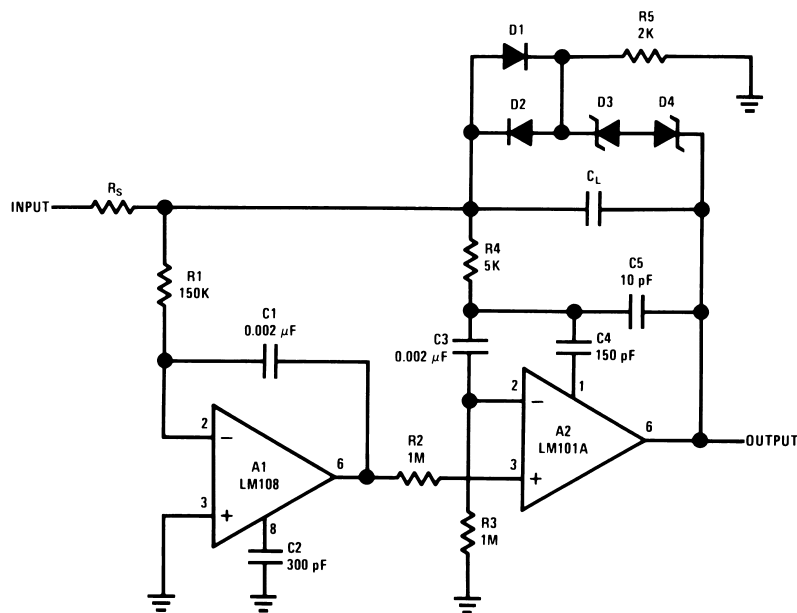 D1
R5
2K
D2
D3
D4
INPUT
RS
CL
R1
150K
R4
5K
C5
10 pF
C1
0.002 μF
C3
0.002 μF
C4
150 pF
2
6
A1
LM108
3
8
C2
300 pF
R2
1M
2
1
A2
LM101A
6
3
OUTPUT
R3
1M
−
+
−
+